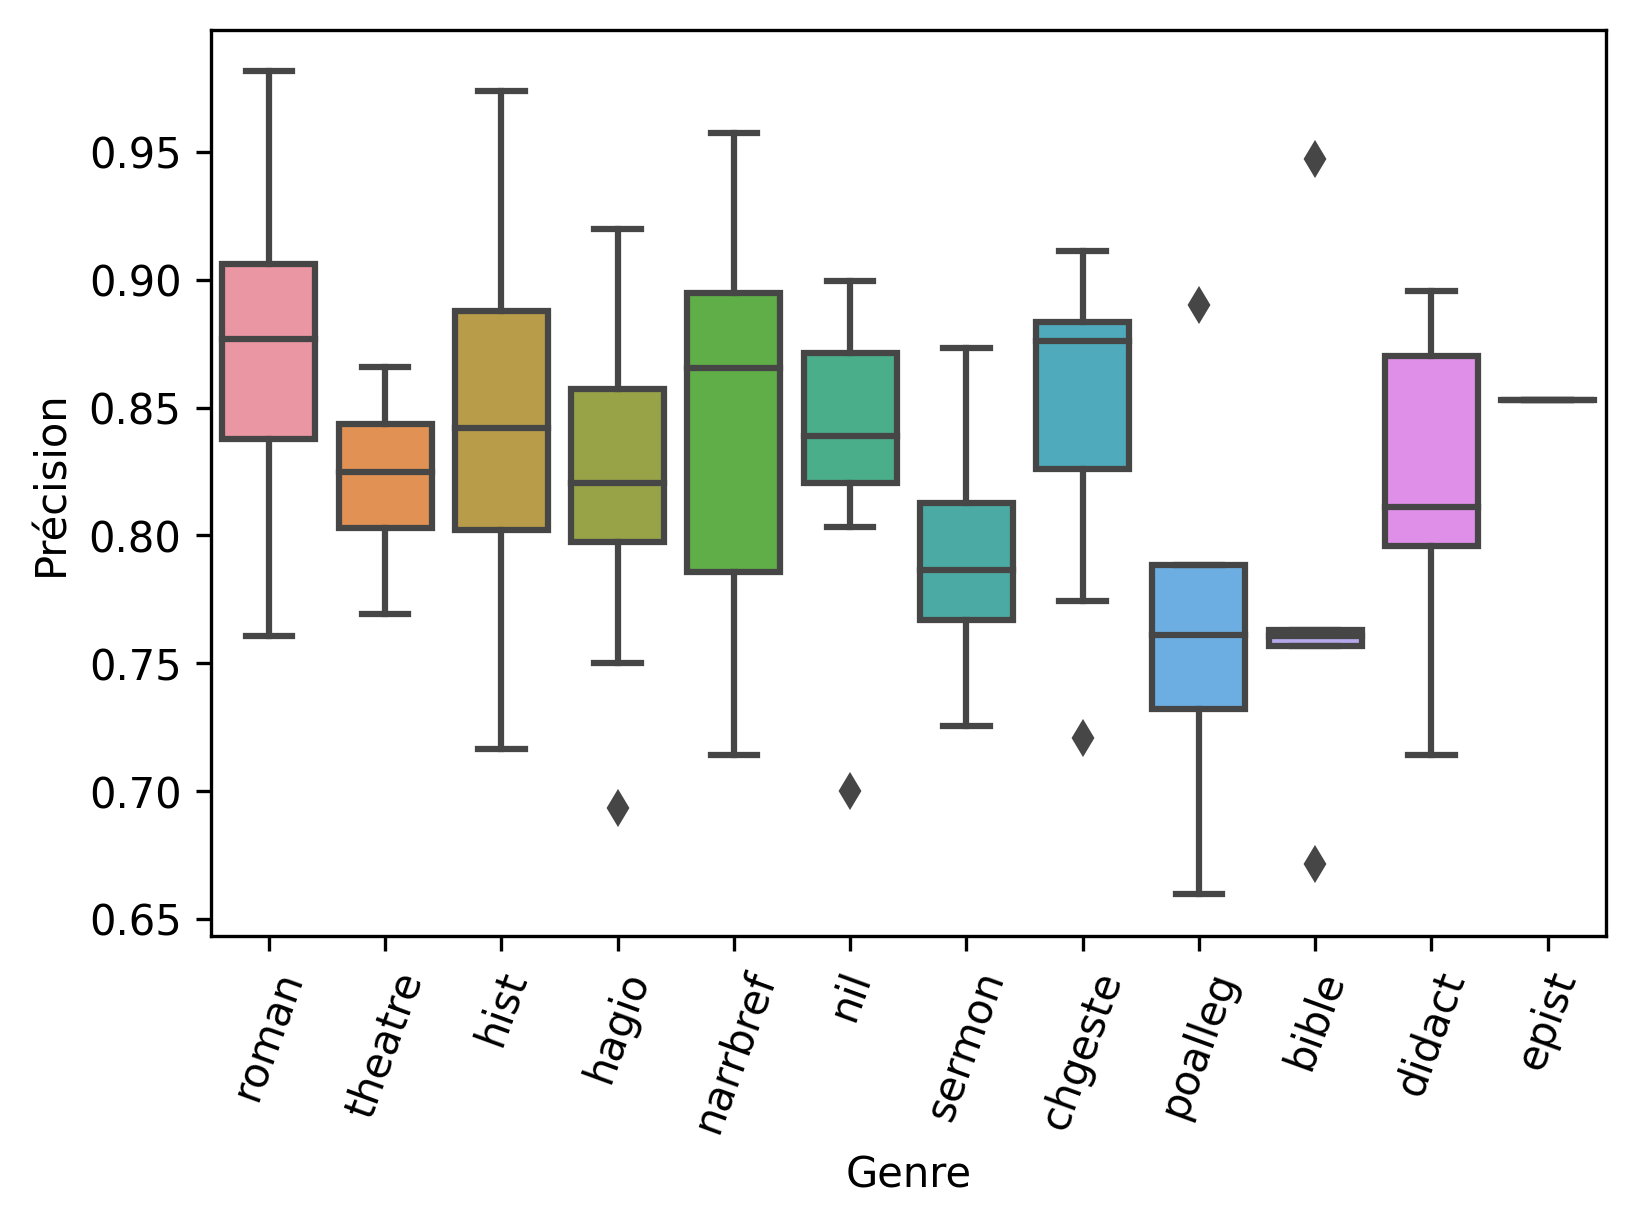 Précision
0.95
0.90
0.85
0.80
0.75
0.70
0.65
roman
theatre
hist
hagio
narrbref
nil
sermon
chgeste
poalleg
bible
didact
epist
Genre